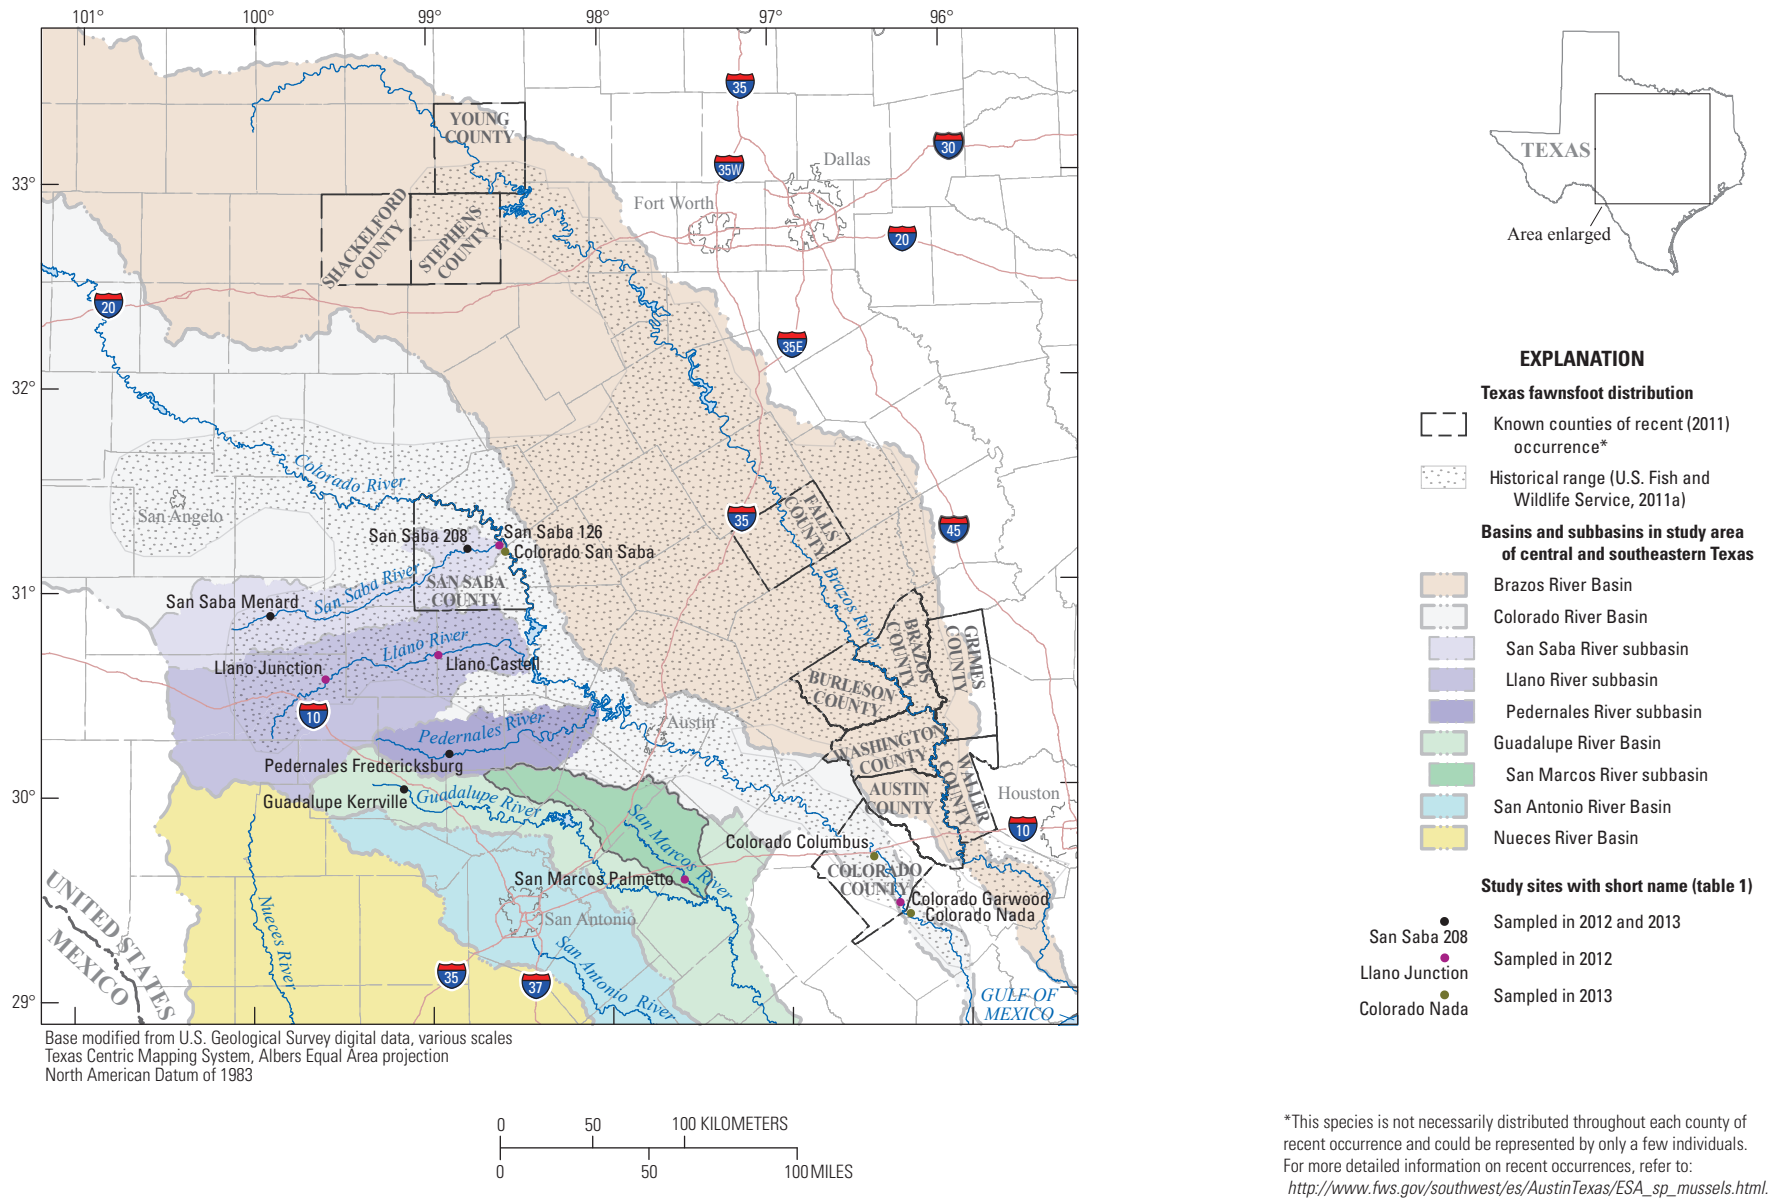 101°
100°
99°
98°
97°
96°
33°
32°
31°
30°
29°
35
30
35W
Dallas
Fort Worth
20
35E
20
YOUNG
COUNTY
SHACKELFORD
COUNTY
STEPHENS
COUNTY
Colorado River
San Angelo
San Saba 208
San Saba 126
Colorado San Saba
35
FALLS
COUNTY
45
San Saba River
SAN SABA
COUNTY
San Saba Menard
Brazos River
BRAZOS
COUNTY
GRIMES
COUNTY
Llano River
Llano Junction
Llano Castell
BURLESON
COUNTY
10
Austin
Pedernales River
Pedernales Fredericksburg
WASHINGTON
COUNTY
WALLER
COUNTY
AUSTIN
COUNTY
Houston
10
Guadalupe Kerrville
Guadalupe River
San Marcos River
Colorado Columbus
COLORADO
COUNTY
San Marcos Palmetto
Colorado Garwood
Colorado Nada
San Antonio
Nueces River
San Antonio River
35
37
UNITED STATES
MEXICO
GULF OF
MEXICO
Base modified from U.S. Geological Survey digital data, various scales
Texas Centric Mapping System, Albers Equal Area projection
North American Datum of 1983
0 50 100 KILOMETERS
0 50 100 MILES
TEXAS
Area enlarged
EXPLANATION
Texas fawnsfoot distribution
Known counties of recent (2011)
occurrence*
Historical range (U.S. Fish and
Wildlife Service, 2011a)
Basins and subbasins in study area
of central and southeastern Texas
Brazos River Basin
Colorado River Basin
San Saba River subbasin
Llano River subbasin
Pedernales River subbasin
Guadalupe River Basin
San Marcos River subbasin
San Antonio River Basin
Nueces River Basin
Study sites with short name (table 1)
San Saba 208
Sampled in 2012 and 2013
Llano Junction
Sampled in 2012
Colorado Nada
Sampled in 2013
*This species is not necessarily distributed throughout each county of
recent occurrence and could be represented by only a few individuals.
For more detailed information on recent occurrences, refer to:
http://www.fws.gov/southwest/es/AustinTexas/ESA_sp_mussels.html.